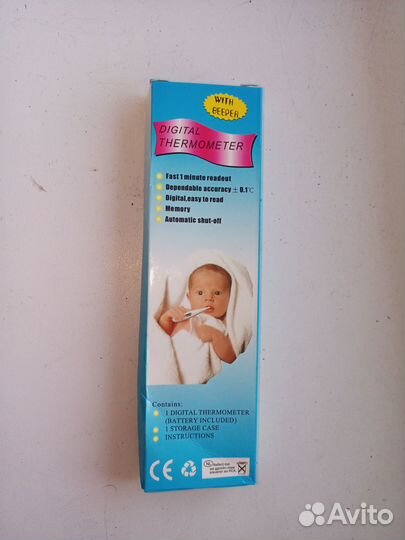 WITH
BEEPER
DIGITAL
THERMOMETER
Fast 1 minute readout
Dependable accuracy ± 0.1℃
Digital,easy to read
Memory
Automatic shut-off
Contains:
1 DIGITAL THERMOMETER
(BATTERY INCLUDED)
1 STORAGE CASE
INSTRUCTIONS
CE
Avito